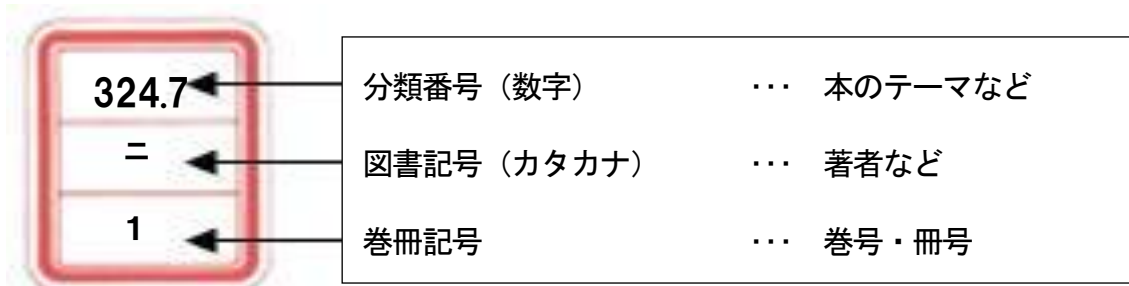 324.7 分類番号（数字） ・・・ 本のテーマなど
ニ 図書記号（カタカナ） ・・・ 著者など
1 巻冊記号 ・・・ 巻号・冊号